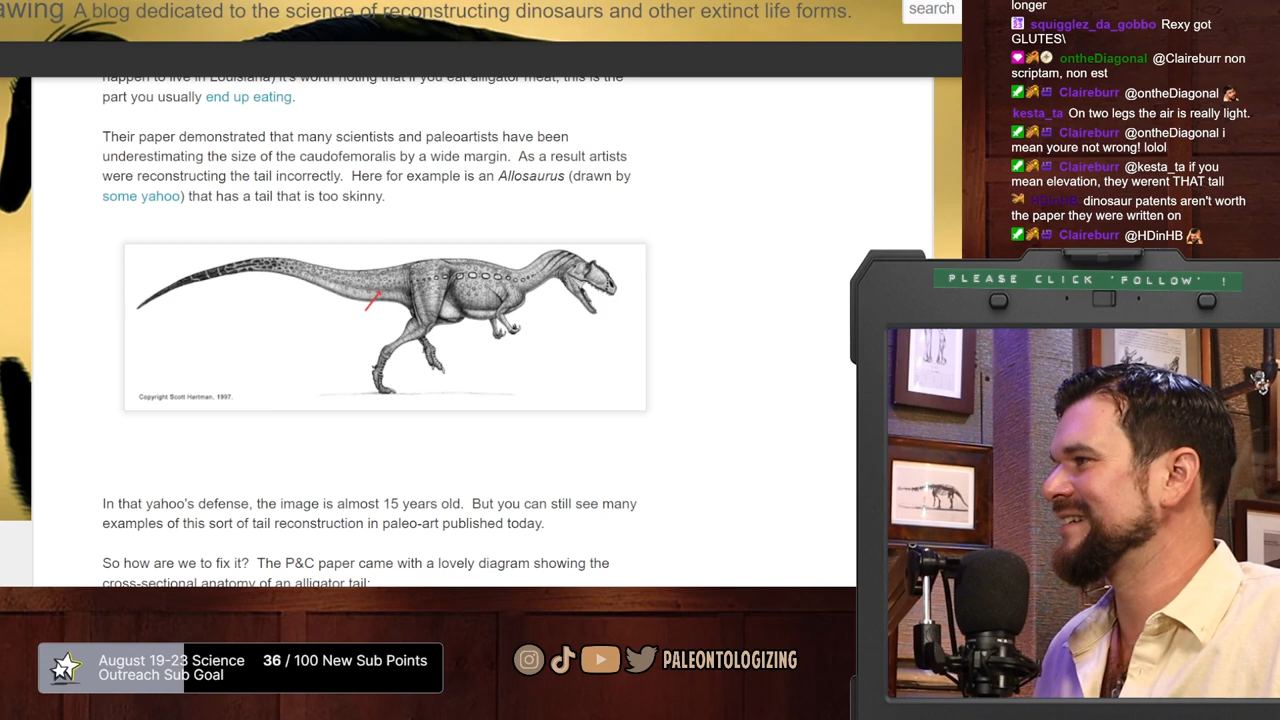 awing A blog dedicated to the science of reconstructing dinosaurs and other extinct life forms.
search
happen to live in Louisiana) it's worth noting that if you eat alligator meat, this is the
part you usually end up eating.
Their paper demonstrated that many scientists and paleoartists have been
underestimating the size of the caudofemoralis by a wide margin. As a result artists
were reconstructing the tail incorrectly. Here for example is an Allosaurus (drawn by
some yahoo) that has a tail that is too skinny.
Copyright Scott Hartman, 1997.
In that yahoo's defense, the image is almost 15 years old. But you can still see many
examples of this sort of tail reconstruction in paleo-art published today.
So how are we to fix it? The P&C paper came with a lovely diagram showing the
cross-sectional anatomy of an alligator tail:
longer
squigglez_da_gobbo Rexy got
GLUTES\
ontheDiagonal @Claireburr non
scriptam, non est
Claireburr @ontheDiagonal
kesta_ta On two legs the air is really light.
Claireburr @ontheDiagonal i
mean youre not wrong! lolol
Claireburr @kesta_ta if you
mean elevation, they werent THAT tall
HDinHB dinosaur patents aren't worth
the paper they were written on
Claireburr @HDinHB
PLEASE CLICK 'FOLLOW' !
August 19-23 Science
Outreach Sub Goal
36 / 100 New Sub Points
PALEONTOLOGIZING